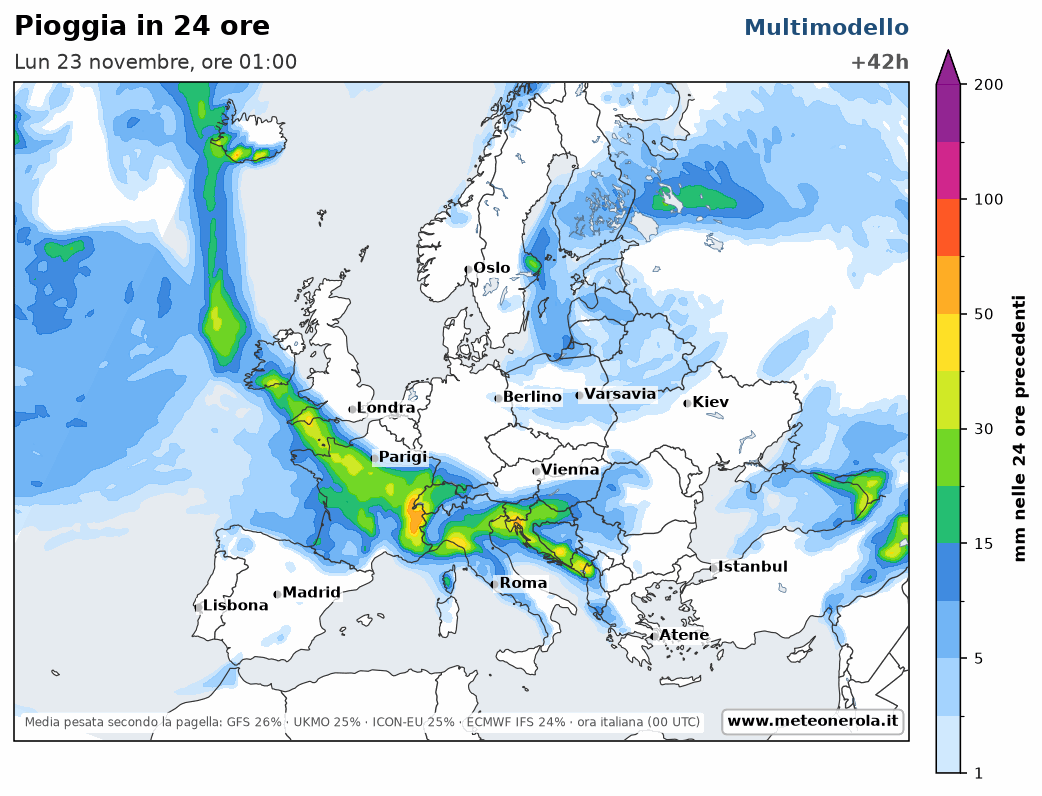 Pioggia in 24 ore
Multimodello
Lun 23 novembre, ore 01:00
+42h
200
100
50
30
15
5
1
mm nelle 24 ore precedenti
Oslo
Berlino
Varsavia
Kiev
Londra
Parigi
Vienna
Istanbul
Roma
Madrid
Lisbona
Atene
Media pesata secondo la pagella: GFS 26% · UKMO 25% · ICON-EU 25% · ECMWF IFS 24% · ora italiana (00 UTC)
www.meteonerola.it